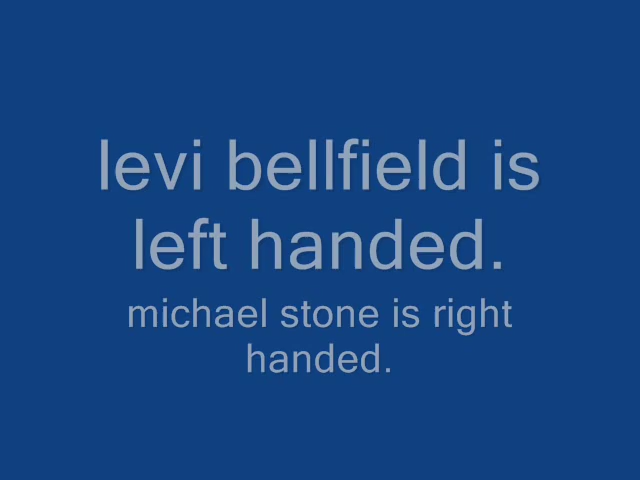 levi bellfield is
left handed.
michael stone is right
handed.